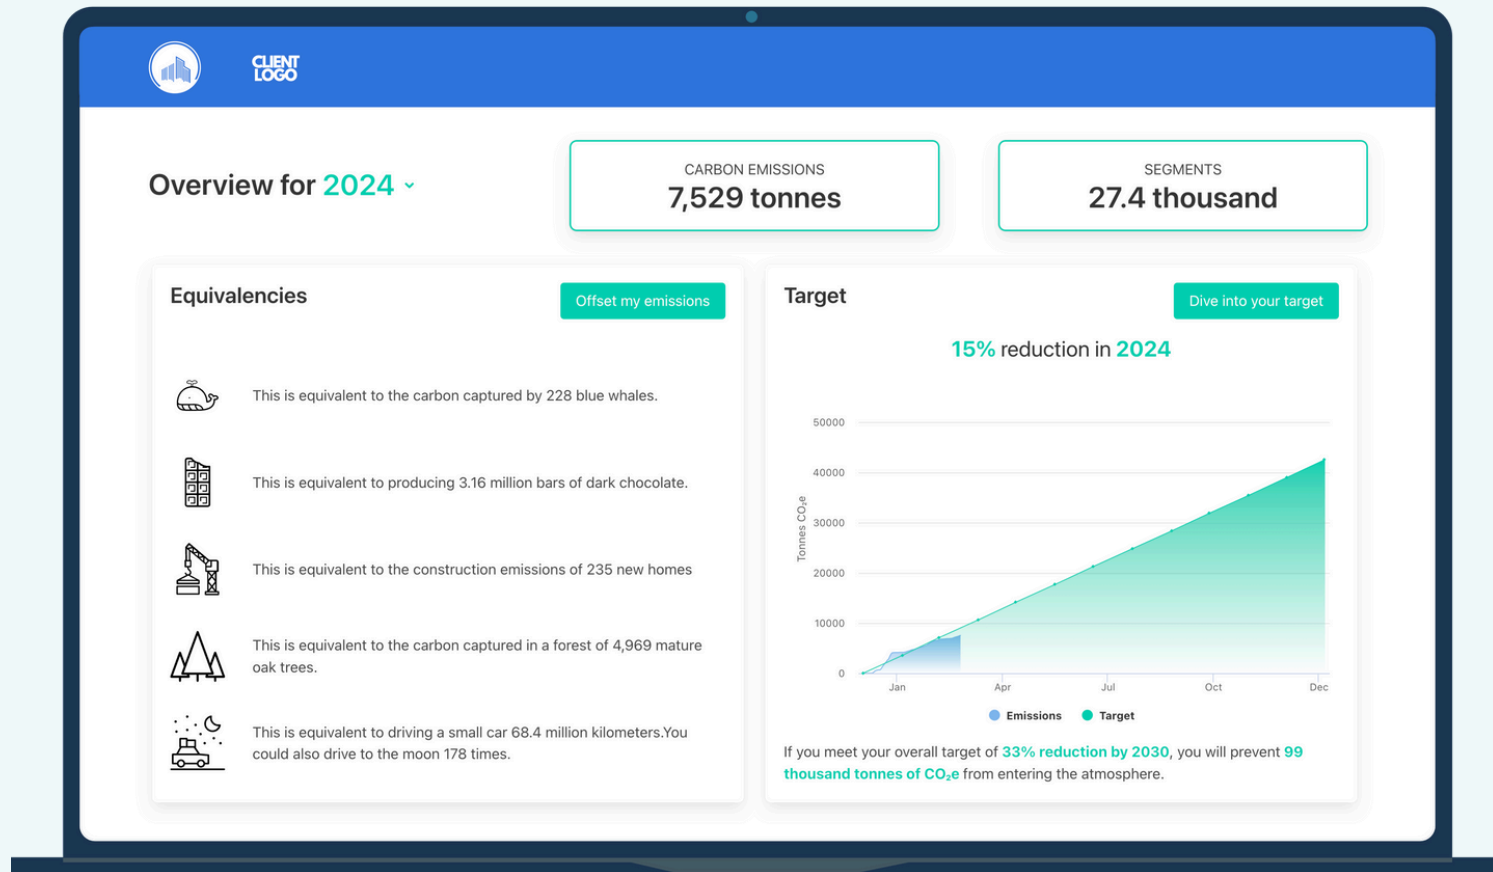 CLIENT
LOGO
Overview for 2024
CARBON EMISSIONS
7,529 tonnes
SEGMENTS
27.4 thousand
Equivalencies
Offset my emissions
This is equivalent to the carbon captured by 228 blue whales.
This is equivalent to producing 3.16 million bars of dark chocolate.
This is equivalent to the construction emissions of 235 new homes
This is equivalent to the carbon captured in a forest of 4,969 mature
oak trees.
This is equivalent to driving a small car 68.4 million kilometers.You
could also drive to the moon 178 times.
Target
Dive into your target
15% reduction in 2024
50000
40000
30000
20000
10000
0
Tonnes CO₂e
Jan
Apr
Jul
Oct
Dec
Emissions
Target
If you meet your overall target of 33% reduction by 2030, you will prevent 99
thousand tonnes of CO₂e from entering the atmosphere.